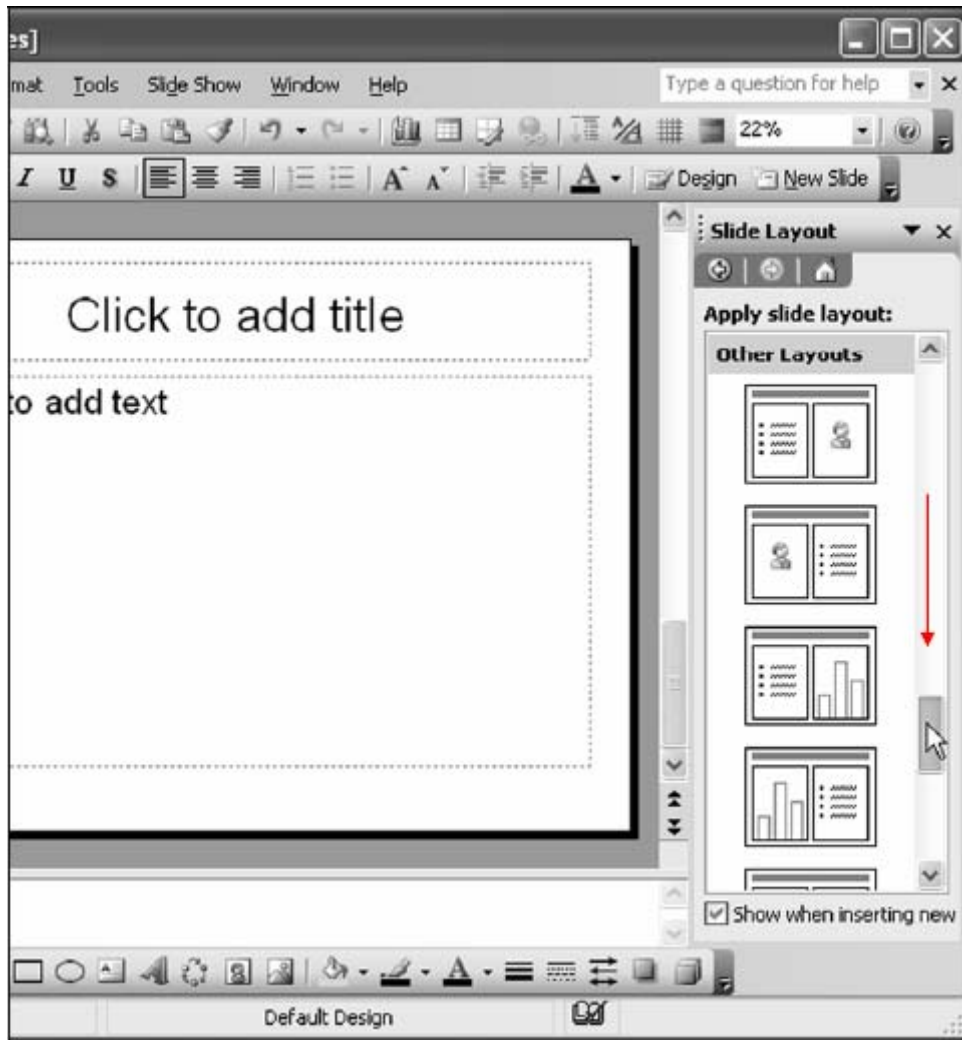 es]
mat Tools Slide Show Window Help
Type a question for help
22%
I U S A A A Design New Slide
Slide Layout
Click to add title
Apply slide layout:
Other Layouts
to add text
Show when inserting new
A
Default Design